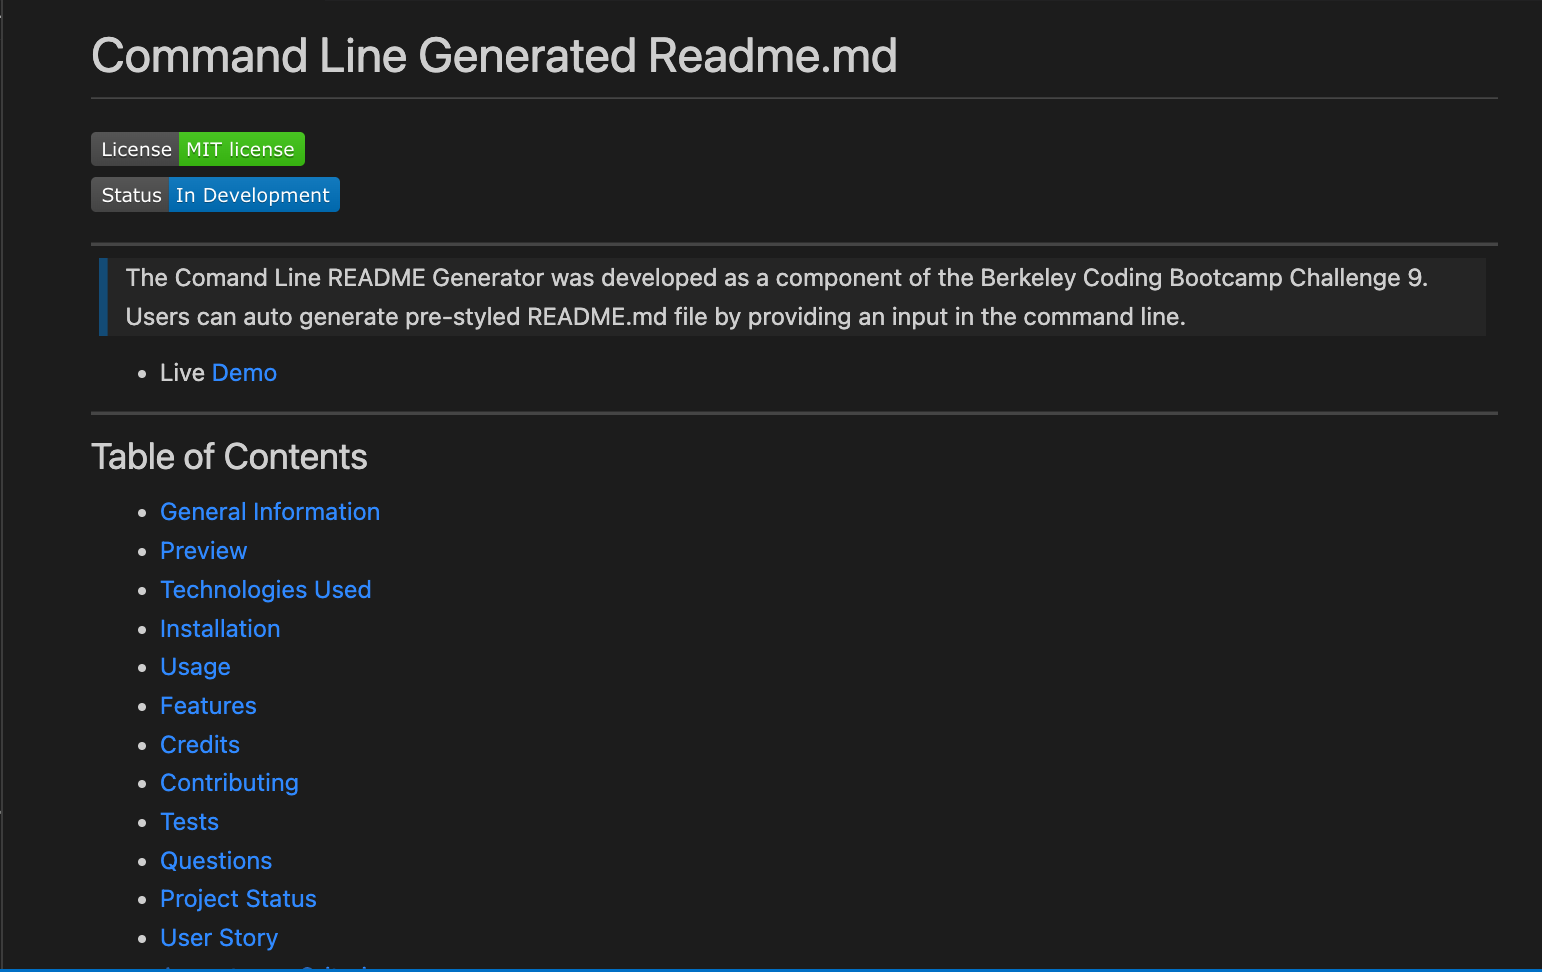 Command Line Generated Readme.md
License MIT license
Status In Development
The Comand Line README Generator was developed as a component of the Berkeley Coding Bootcamp Challenge 9.
Users can auto generate pre-styled README.md file by providing an input in the command line.
• Live Demo
Table of Contents
• General Information
• Preview
• Technologies Used
• Installation
• Usage
• Features
• Credits
• Contributing
• Tests
• Questions
• Project Status
• User Story